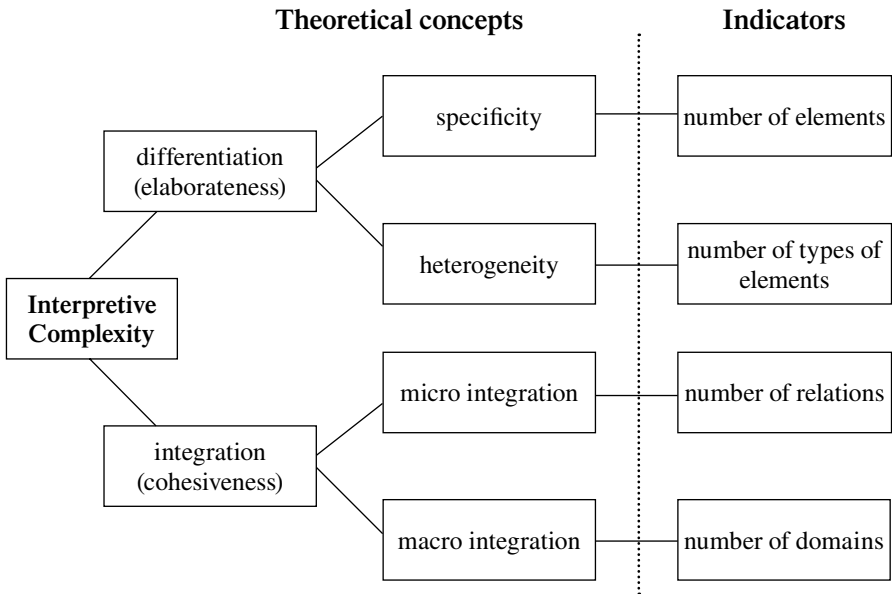 Theoretical concepts
Indicators
specificity
number of elements
differentiation
(elaborateness)
heterogeneity
number of types of
elements
Interpretive
Complexity
micro integration
number of relations
integration
(cohesiveness)
macro integration
number of domains